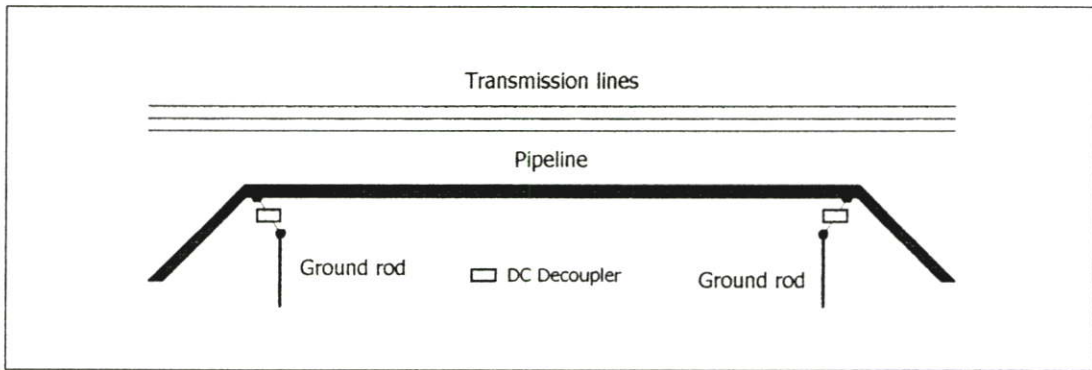 Transmission lines
Pipeline
Ground rod
DC Decoupler
Ground rod